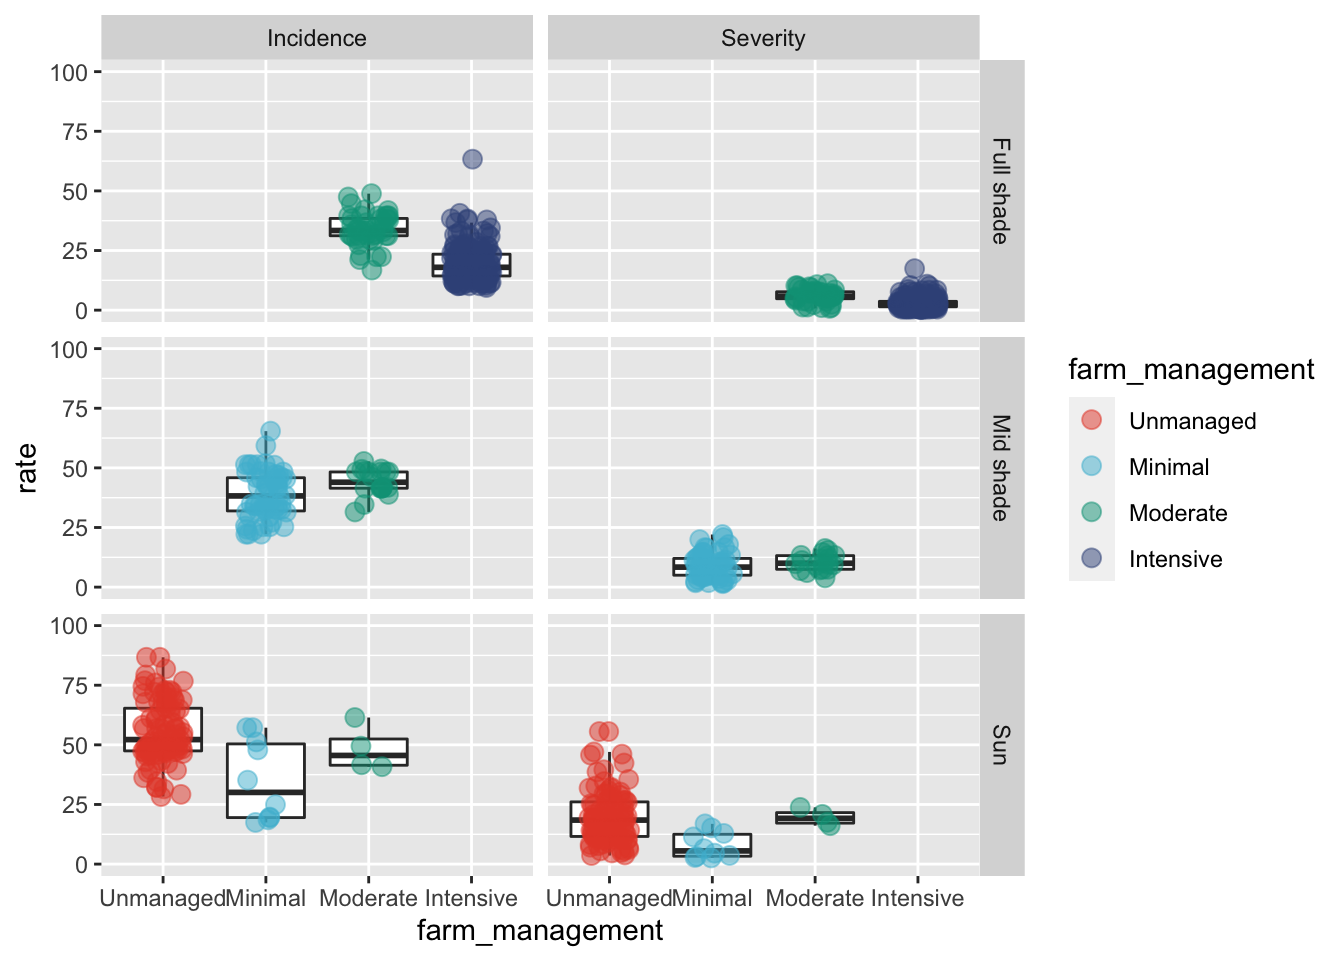 Incidence
Severity
100
75
50
25
0
Full shade
100
75
50
25
0
Mid shade
100
75
50
25
0
Sun
rate
Unmanaged Minimal Moderate Intensive
Unmanaged Minimal Moderate Intensive
farm_management
farm_management
Unmanaged
Minimal
Moderate
Intensive